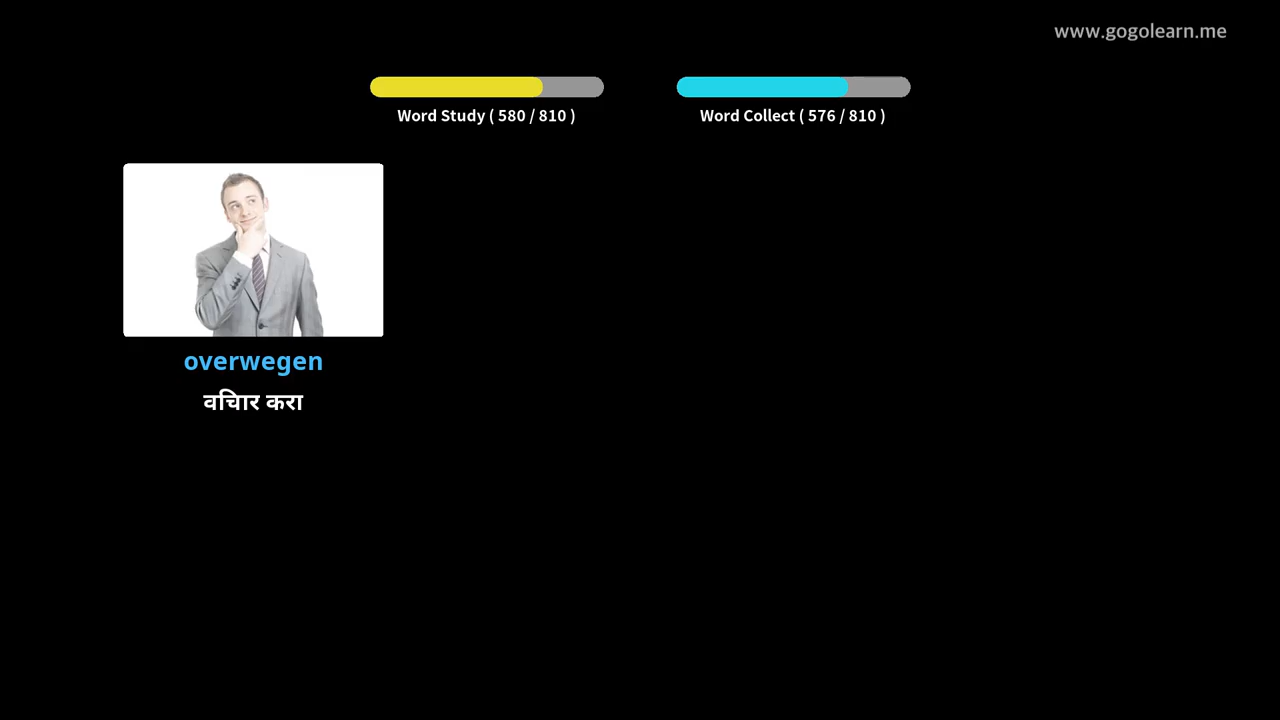 www.gogolearn.me
Word Study ( 580 / 810 )
Word Collect ( 576 / 810 )
overwegen
विचार करा